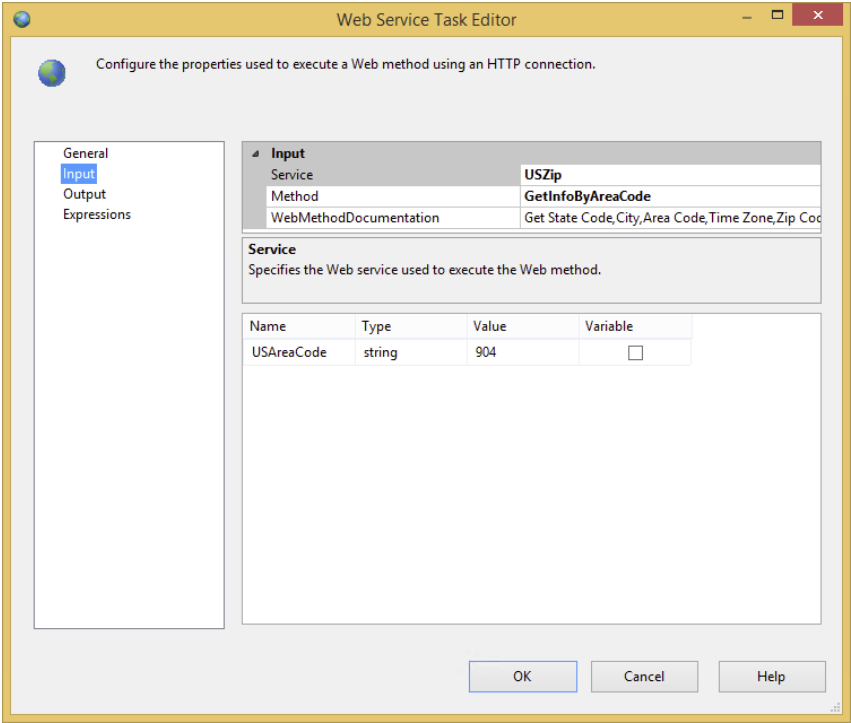 Web Service Task Editor
Configure the properties used to execute a Web method using an HTTP connection.
General
Input
Output
Expressions
Input
Service USZip
Method GetInfoByAreaCode
WebMethodDocumentation Get State Code,City,Area Code,Time Zone,Zip Coc
Service
Specifies the Web service used to execute the Web method.
Name Type Value Variable
USAreaCode string 904
OK Cancel Help